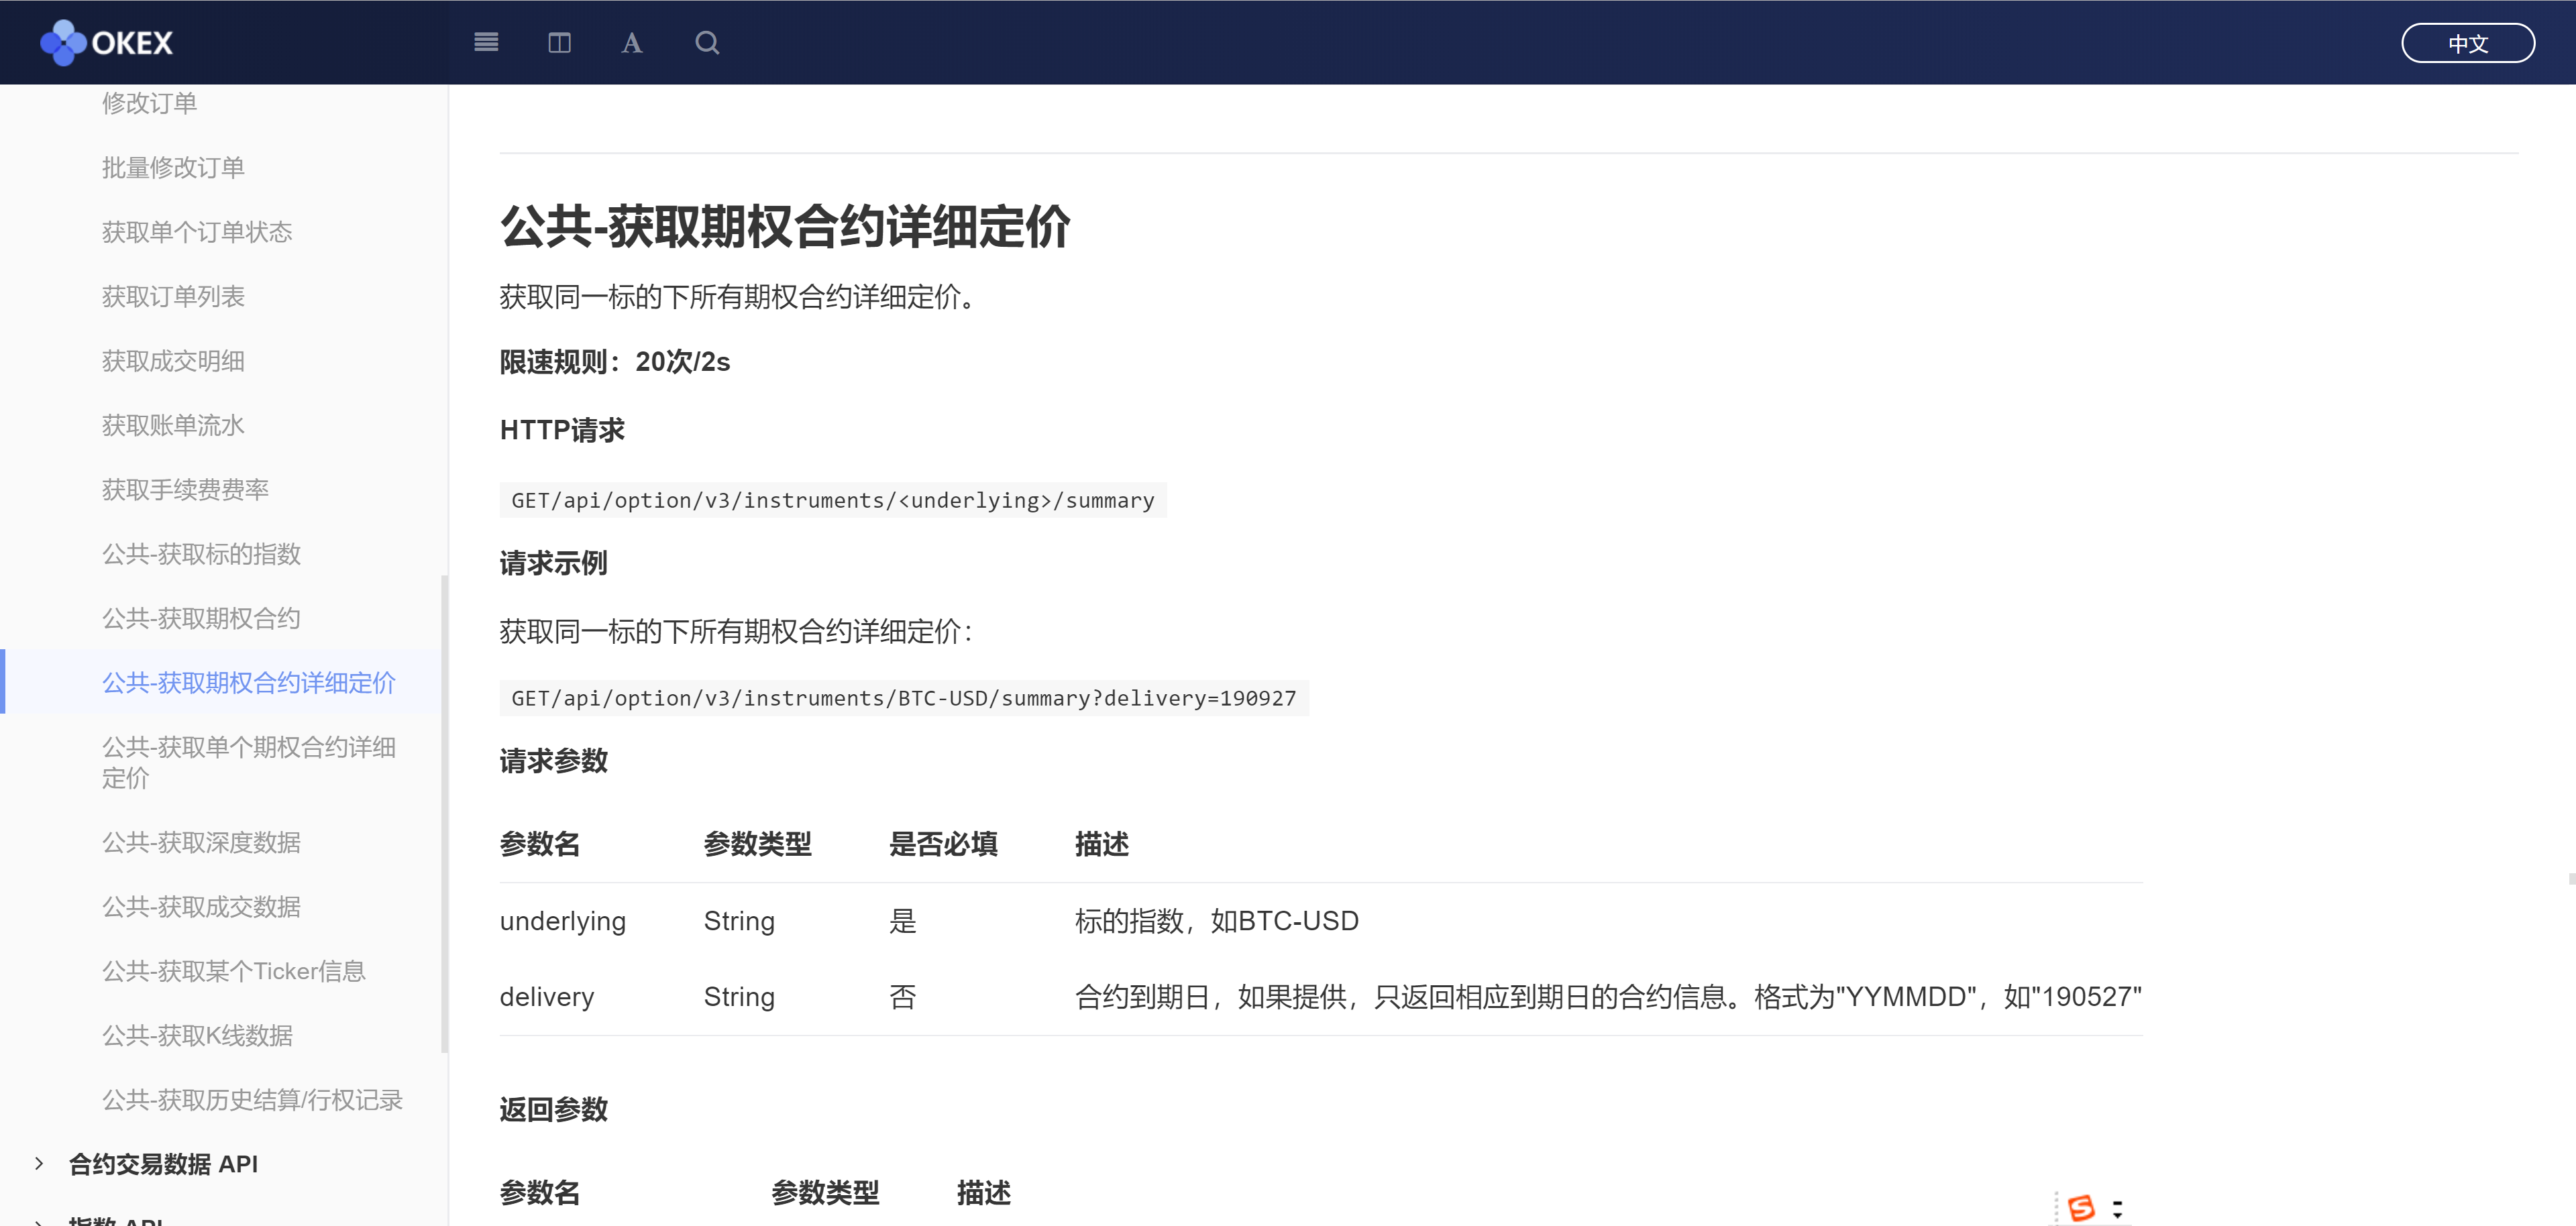 OKEX
中文
修改订单
批量修改订单
获取单个订单状态
获取订单列表
获取成交明细
获取账单流水
获取手续费费率
公共-获取标的指数
公共-获取期权合约
公共-获取期权合约详细定价
公共-获取单个期权合约详细
定价
公共-获取深度数据
公共-获取成交数据
公共-获取某个Ticker信息
公共-获取K线数据
公共-获取历史结算/行权记录
合约交易数据 API
指数 API
公共-获取期权合约详细定价
获取同一标的下所有期权合约详细定价。
限速规则：20次/2s
HTTP请求
GET/api/option/v3/instruments/<underlying>/summary
请求示例
获取同一标的下所有期权合约详细定价：
GET/api/option/v3/instruments/BTC-USD/summary?delivery=190927
请求参数
参数名 参数类型 是否必填 描述
underlying String 是 标的指数，如BTC-USD
delivery String 否 合约到期日，如果提供，只返回相应到期日的合约信息。格式为"YYMMDD"，如"190527"
返回参数
参数名 参数类型 描述